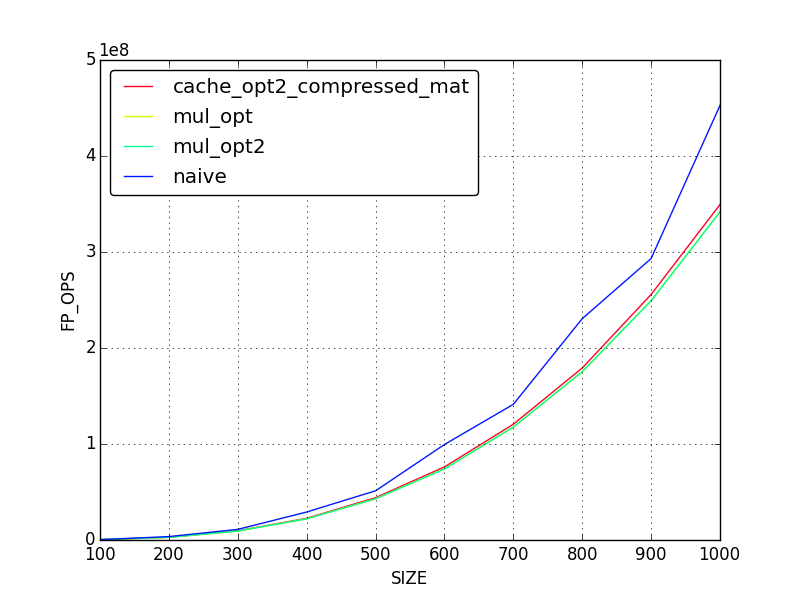 1e8
5
4
3
2
1
0
cache_opt2_compressed_mat
mul_opt
mul_opt2
naive
FP_OPS
100 200 300 400 500 600 700 800 900 1000
SIZE